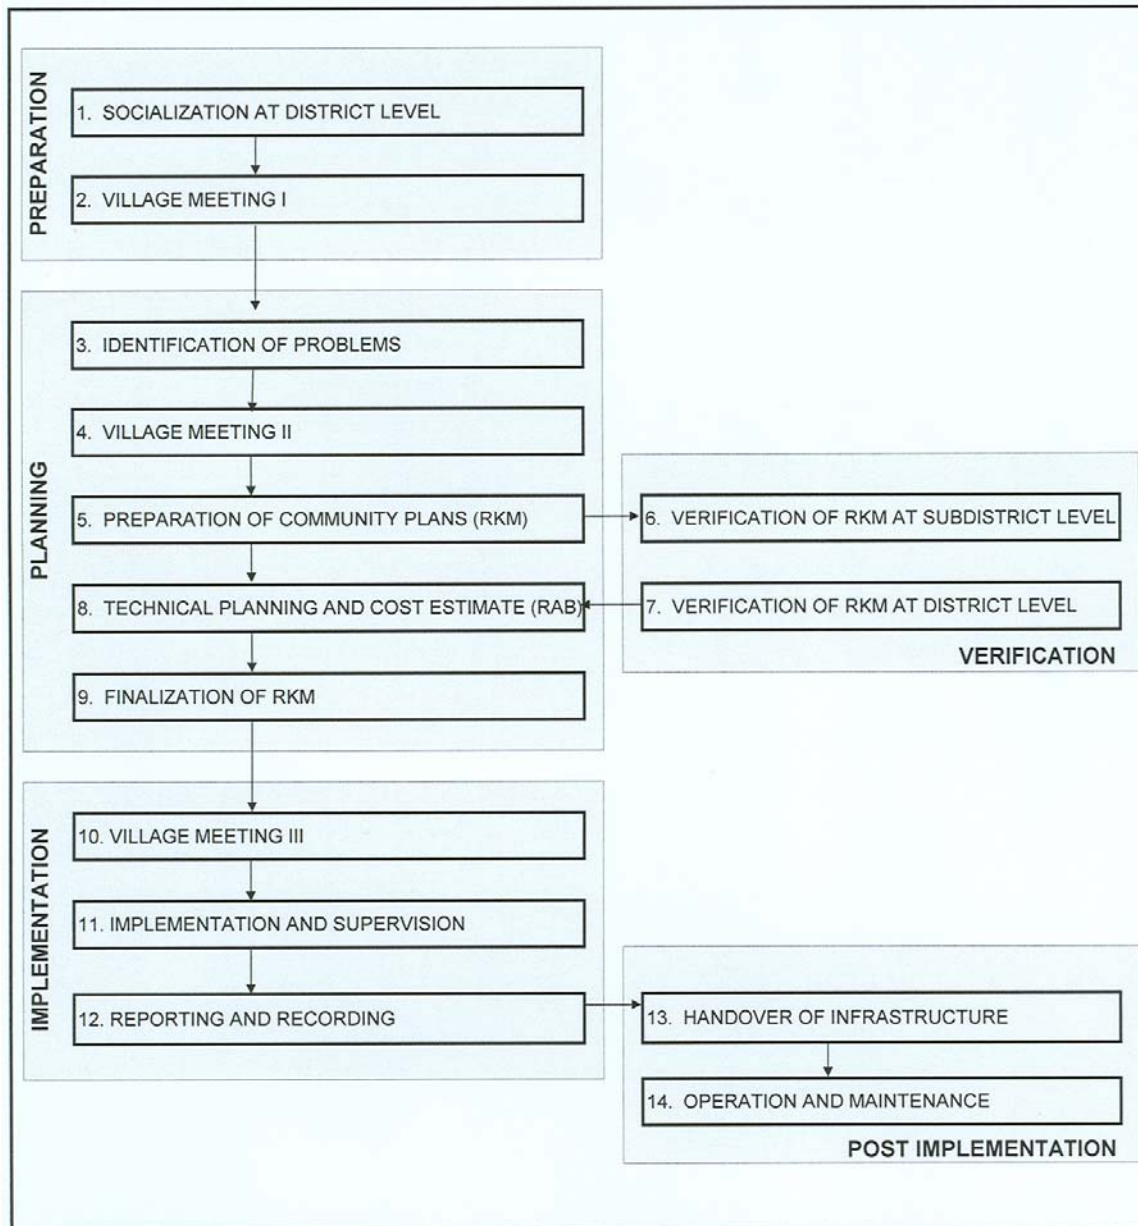 PREPARATION
1. SOCIALIZATION AT DISTRICT LEVEL
2. VILLAGE MEETING I
PLANNING
3. IDENTIFICATION OF PROBLEMS
4. VILLAGE MEETING II
5. PREPARATION OF COMMUNITY PLANS (RKM)
6. VERIFICATION OF RKM AT SUBDISTRICT LEVEL
7. VERIFICATION OF RKM AT DISTRICT LEVEL
VERIFICATION
8. TECHNICAL PLANNING AND COST ESTIMATE (RAB)
9. FINALIZATION OF RKM
IMPLEMENTATION
10. VILLAGE MEETING III
11. IMPLEMENTATION AND SUPERVISION
12. REPORTING AND RECORDING
13. HANDOVER OF INFRASTRUCTURE
14. OPERATION AND MAINTENANCE
POST IMPLEMENTATION